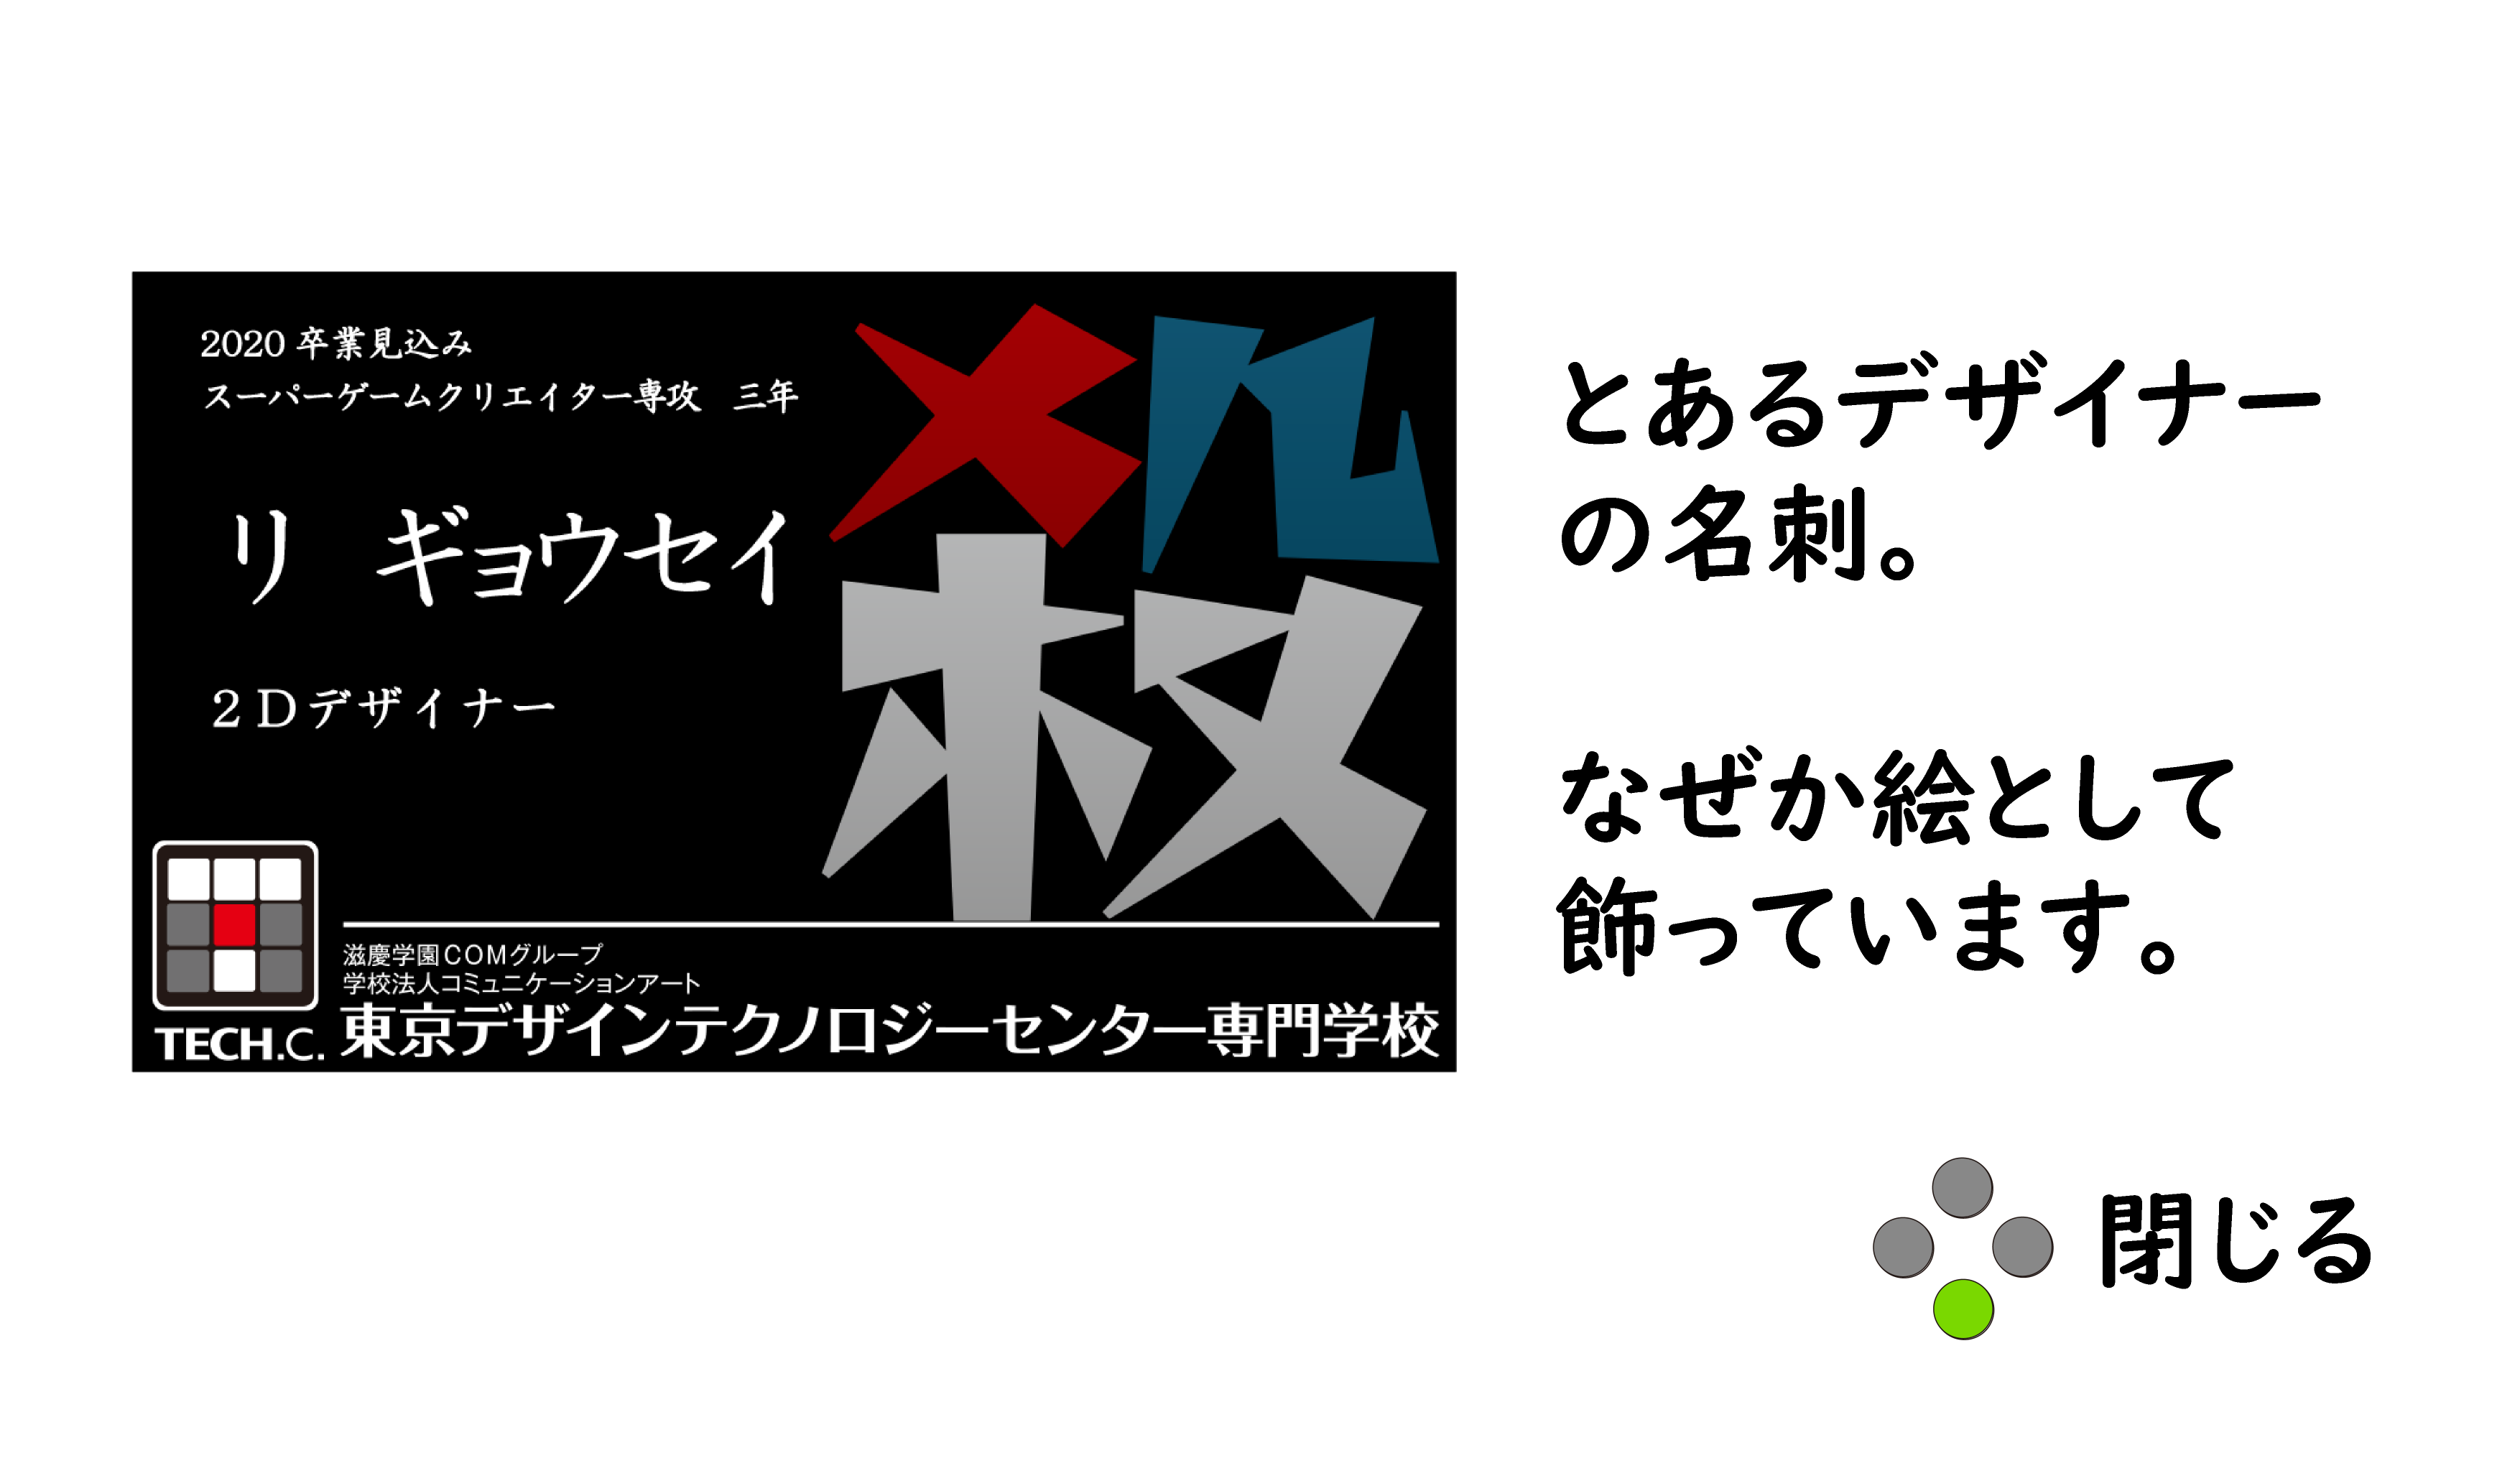 2020 卒業見込み
スーパーゲームクリエイター専攻　三年
リ　ギョウセイ
２Ｄデザイナー
TECH.C.
滋慶学園COMグループ
学校法人コミュニケーションアート
東京デザインテクノロジーセンター専門学校
とあるデザイナー
の名刺。
なぜか絵として
飾っています。
閉じる